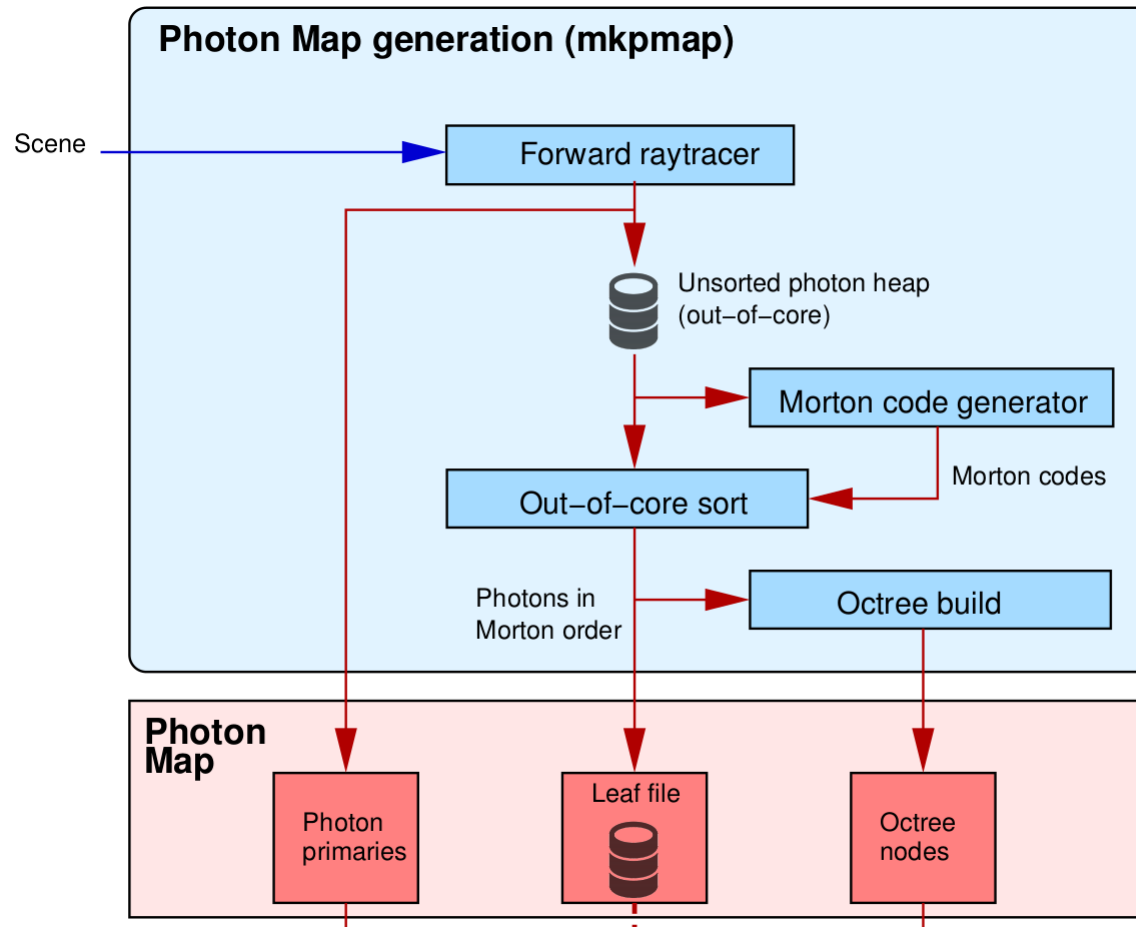 Photon Map generation (mkpmap)
Scene
Forward raytracer
Unsorted photon heap
(out−of−core)
Morton code generator
Morton codes
Out−of−core sort
Photons in
Morton order
Octree build
Photon
Map
Photon
primaries
Leaf file
Octree
nodes